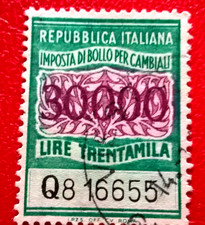 REPUBBLICA ITALIANA
IMPOSTA DI BOLLO PER CAMBIALI
30000
LIRE TRENTAMILA
Q8 16655